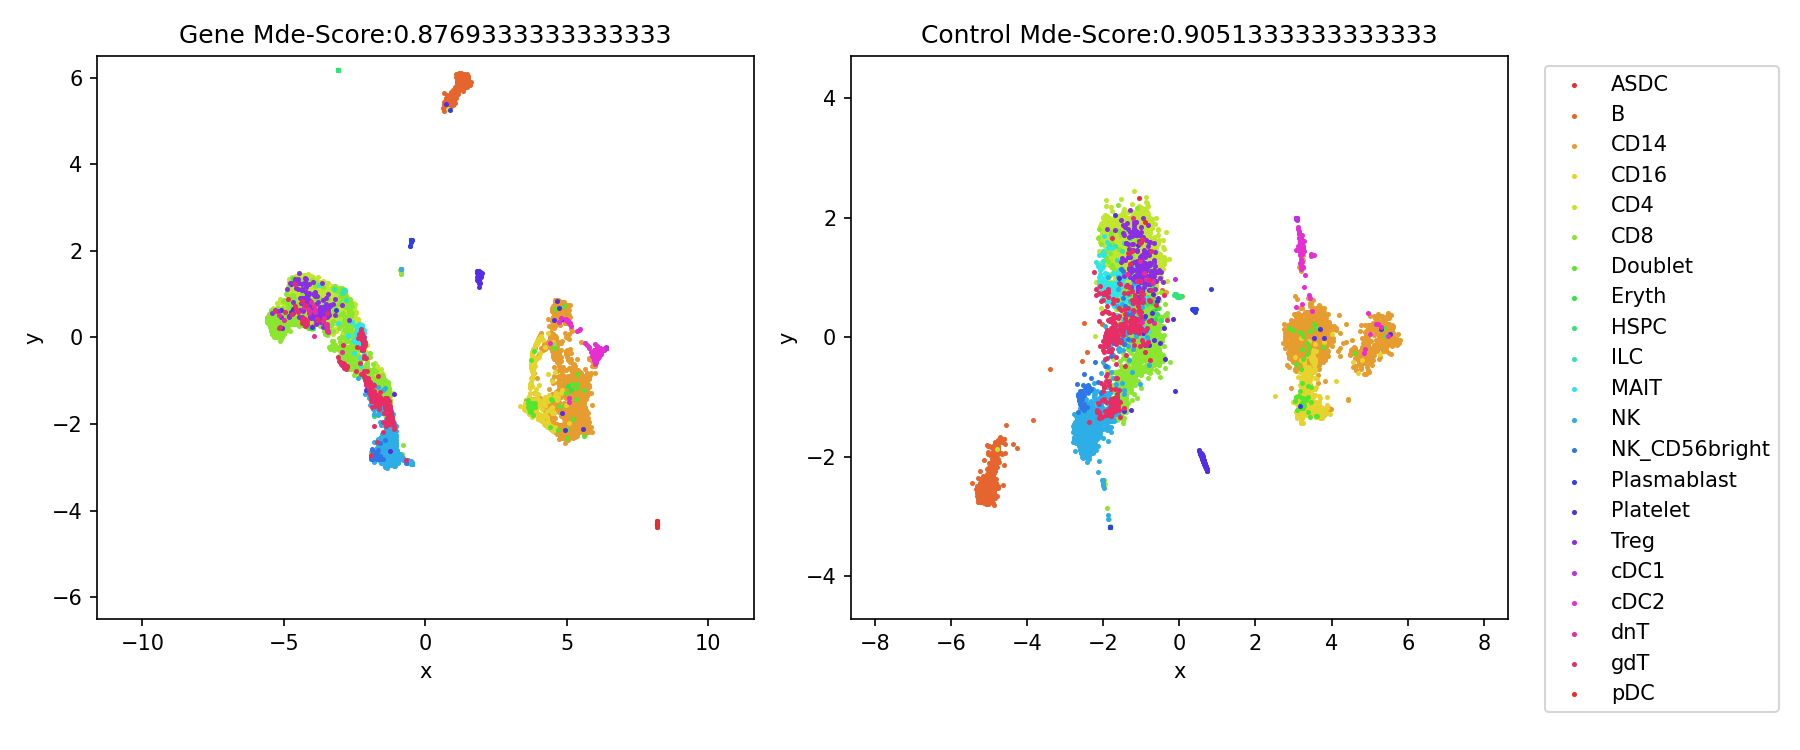 Gene Mde-Score:0.8769333333333333
6
4
2
0
−2
−4
−6
y
−10
−5
0
5
10
x
Control Mde-Score:0.9051333333333333
4
2
0
−2
−4
y
−8
−6
−4
−2
0
2
4
6
8
x
ASDC
B
CD14
CD16
CD4
CD8
Doublet
Eryth
HSPC
ILC
MAIT
NK
NK_CD56bright
Plasmablast
Platelet
Treg
cDC1
cDC2
dnT
gdT
pDC